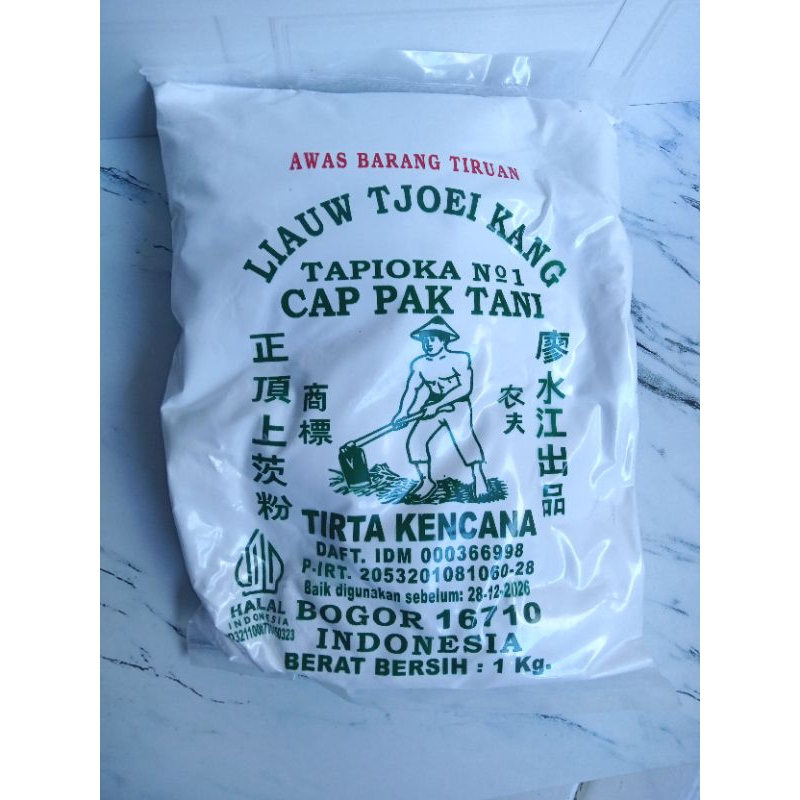 AWAS BARANG TIRUAN
LIAUW TJOEI KANG
TAPIOKA Nº1
CAP PAK TANI
正頂上茨粉
商標
农夫
廖水江出品
TIRTA KENCANA
DAFT. IDM 000366998
P-IRT. 2053201081060-28
Baik digunakan sebelum: 28-12-2026
HALAL
INDONESIA
BOGOR 16710
INDONESIA
BERAT BERSIH : 1 Kg.